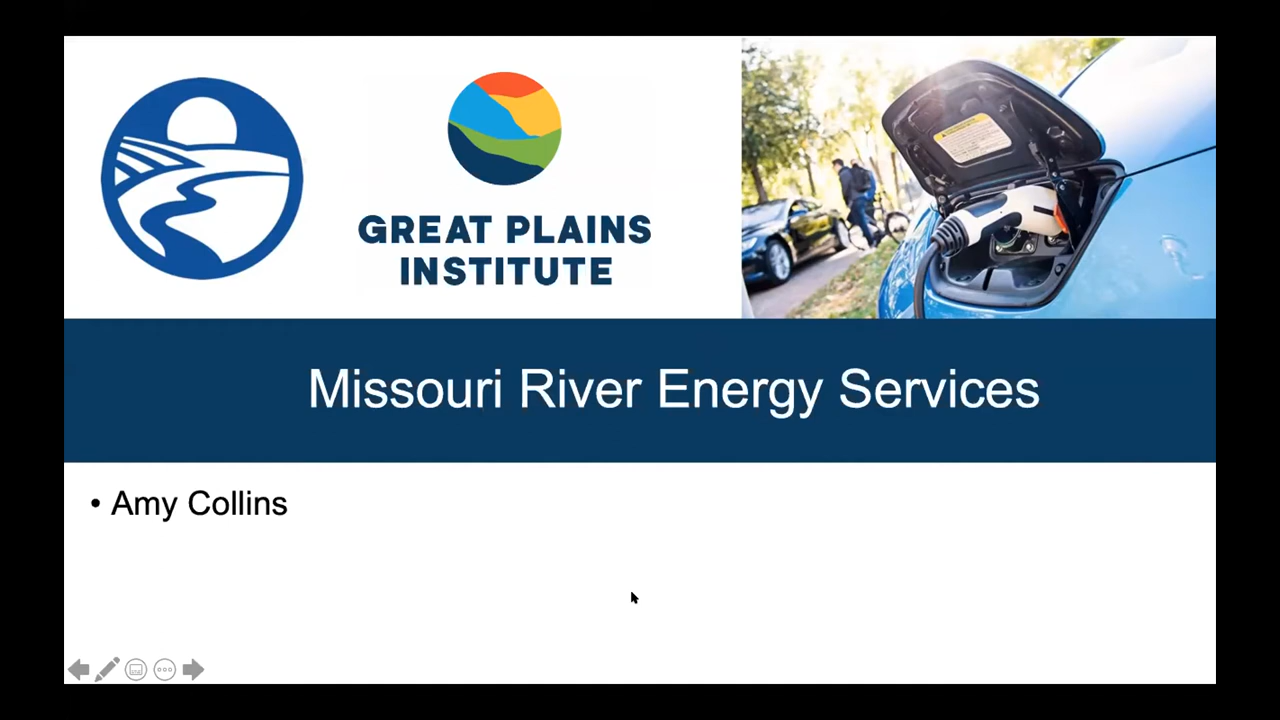 GREAT PLAINS
INSTITUTE
Missouri River Energy Services
• Amy Collins